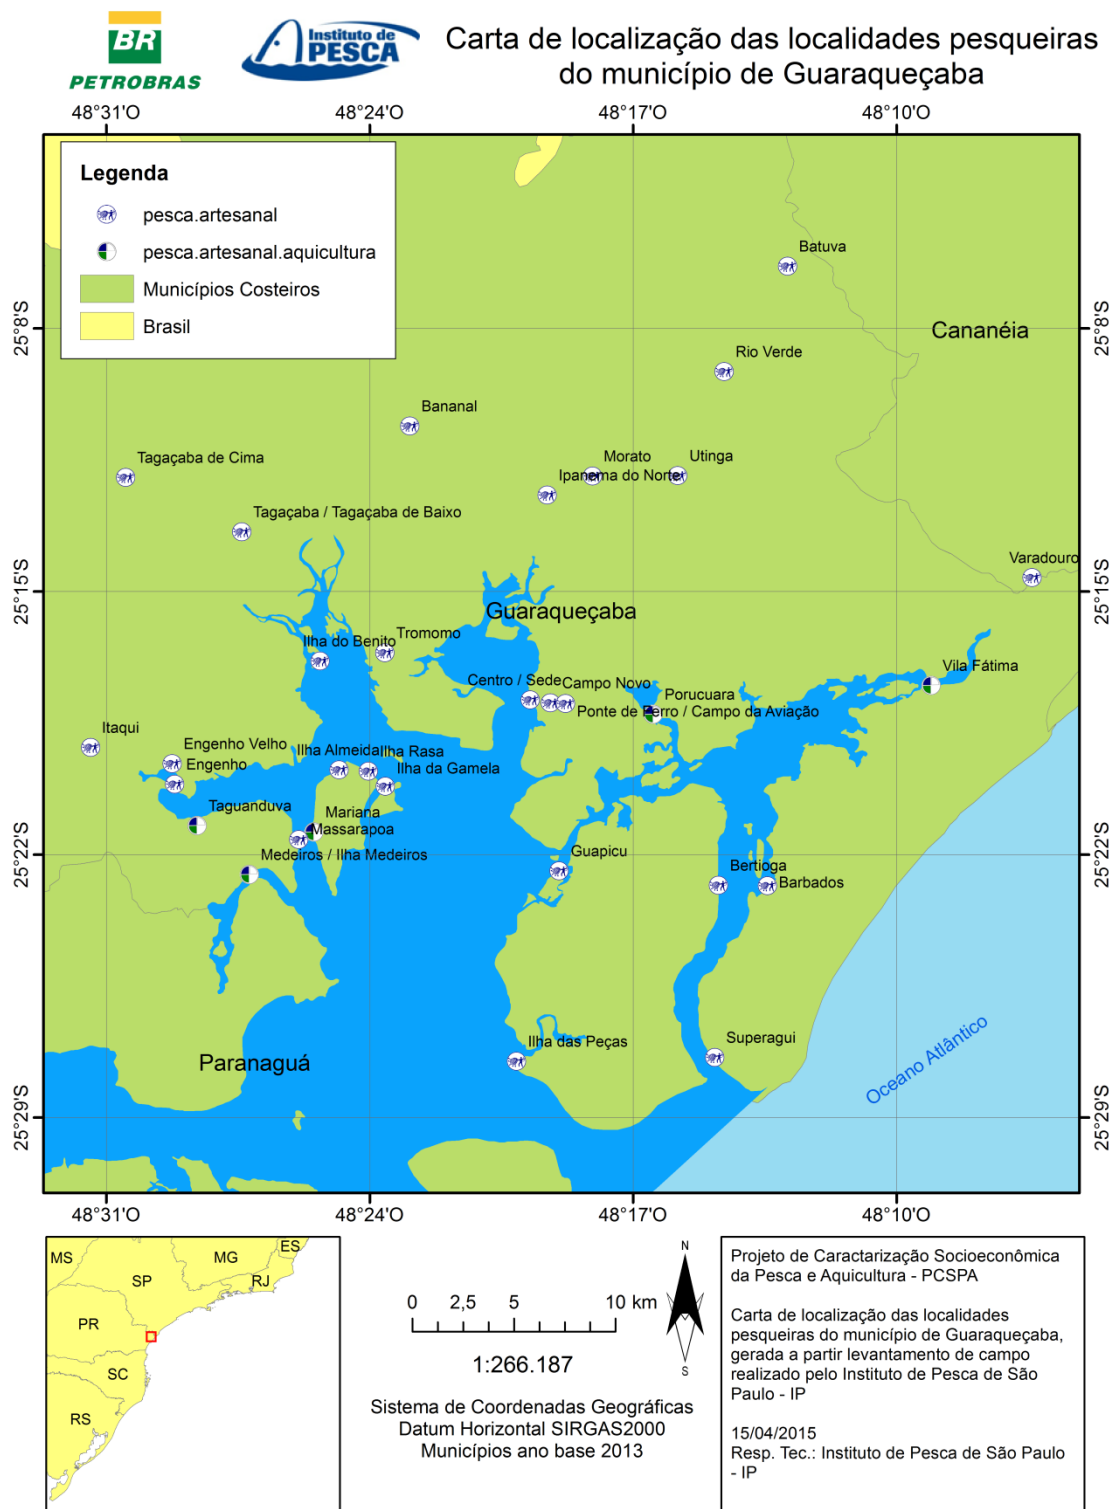 BR
PETROBRAS
Instituto de
PESCA
Carta de localização das localidades pesqueiras
do município de Guaraqueçaba
48°31'O
48°24'O
48°17'O
48°10'O
Legenda
pesca.artesanal
pesca.artesanal.aquicultura
Municípios Costeiros
Brasil
Batuva
25°8'S
25°8'S
Cananéia
Rio Verde
Bananal
Tagaçaba de Cima
Morato
Utinga
Ipanema do Norte
Tagaçaba / Tagaçaba de Baixo
Varadouro
25°15'S
25°15'S
Guaraqueçaba
Ilha do Benito
Tromomo
Vila Fátima
Centro / Sede
Campo Novo
Porucuara
Ponte de Ferro / Campo da Aviação
Itaqui
Engenho Velho
Ilha Almeida
Ilha Rasa
Engenho
Ilha da Gamela
Taguanduva
Mariana
Massarapoa
Medeiros / Ilha Medeiros
Guapicu
25°22'S
25°22'S
Bertioga
Barbados
Ilha das Peças
Superagui
Paranaguá
Oceano Atlântico
25°29'S
25°29'S
48°31'O
48°24'O
48°17'O
48°10'O
MS
MG
ES
SP
RJ
PR
SC
RS
N
S
0 2,5 5 10 km
1:266.187
Sistema de Coordenadas Geográficas
Datum Horizontal SIRGAS2000
Municípios ano base 2013
Projeto de Caractarização Socioeconômica
da Pesca e Aquicultura - PCSPA
Carta de localização das localidades
pesqueiras do município de Guaraqueçaba,
gerada a partir levantamento de campo
realizado pelo Instituto de Pesca de São
Paulo - IP
15/04/2015
Resp. Tec.: Instituto de Pesca de São Paulo
- IP